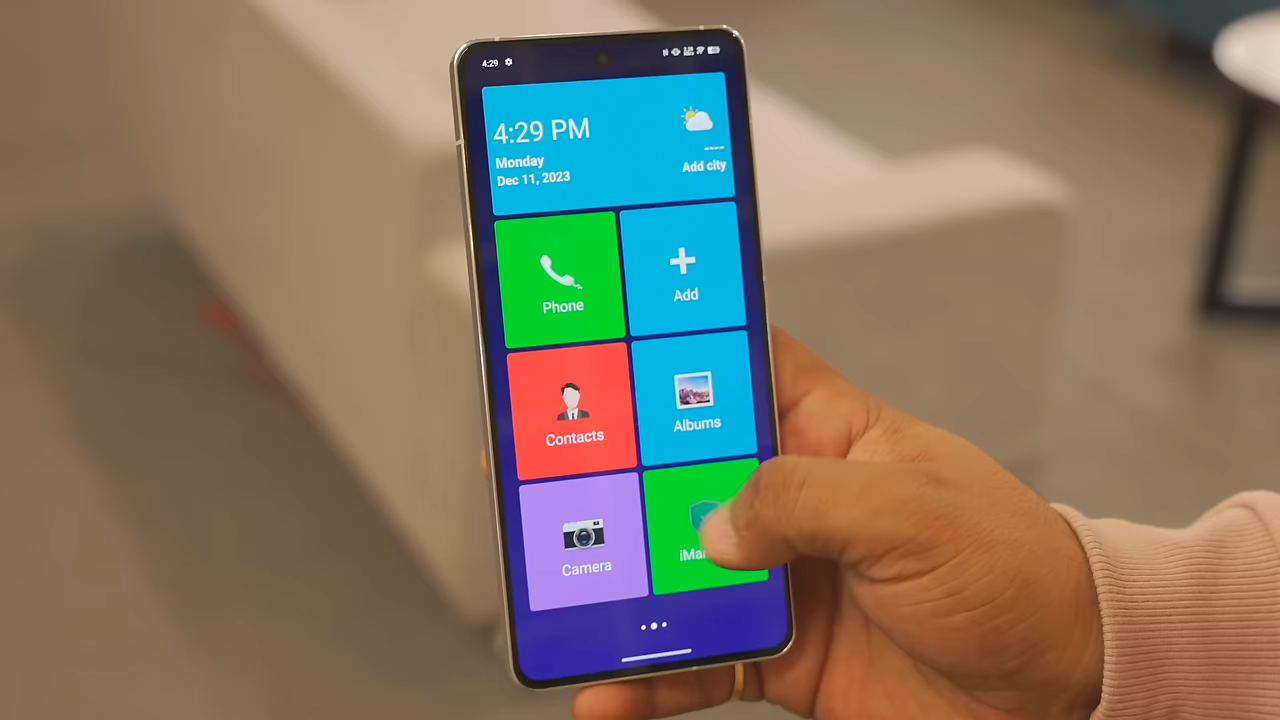 4:29
4:29 PM
Monday
Dec 11, 2023
Add city
Phone
Add
Contacts
Albums
Camera